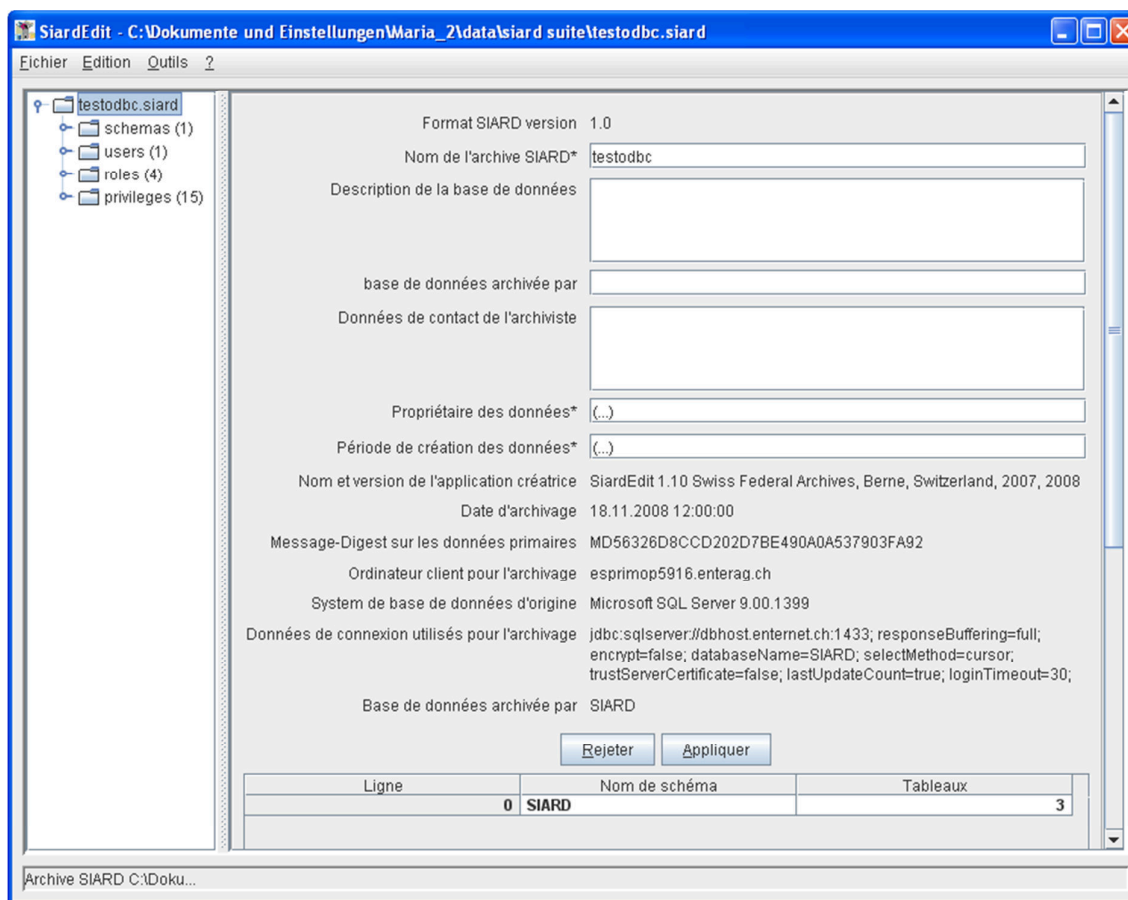 SiardEdit - C:\Dokumente und Einstellungen\Maria_2\data\siard suite\testodbc.siard
Fichier Edition Outils ?
testodbc.siard
schemas (1)
users (1)
roles (4)
privileges (15)
Format SIARD version 1.0
Nom de l'archive SIARD* testodbc
Description de la base de données
base de données archivée par
Données de contact de l'archiviste
Propriétaire des données* (...)
Période de création des données* (...)
Nom et version de l'application créatrice SiardEdit 1.10 Swiss Federal Archives, Berne, Switzerland, 2007, 2008
Date d'archivage 18.11.2008 12:00:00
Message-Digest sur les données primaires MD56326D8CCD202D7BE490A0A537903FA92
Ordinateur client pour l'archivage esprimop5916.enterag.ch
System de base de données d'origine Microsoft SQL Server 9.00.1399
Données de connexion utilisés pour l'archivage jdbc:sqlserver://dbhost.enternet.ch:1433; responseBuffering=full;
encrypt=false; databaseName=SIARD; selectMethod=cursor;
trustServerCertificate=false; lastUpdateCount=true; loginTimeout=30;
Base de données archivée par SIARD
Rejeter Appliquer
Ligne Nom de schéma Tableaux
0 SIARD 3
Archive SIARD C:\Doku...